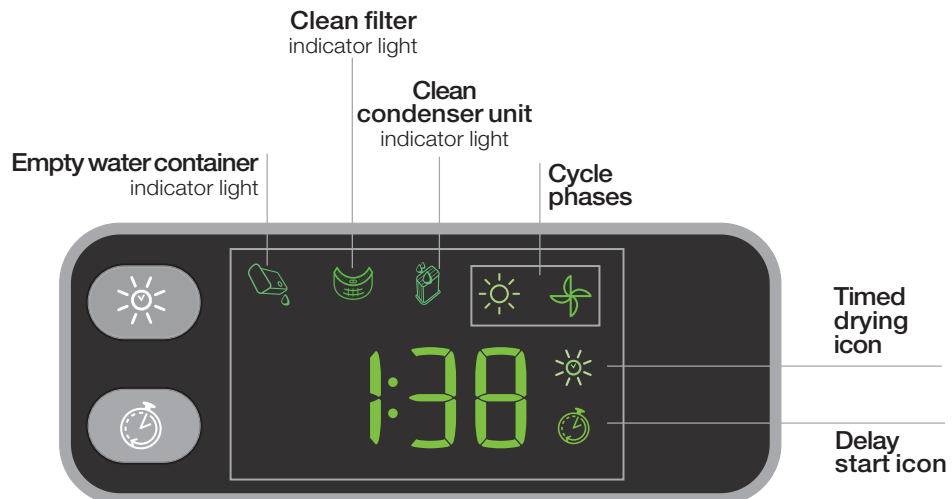 Clean filter
indicator light
Clean
condenser unit
indicator light
Empty water container
indicator light
Cycle
phases
1:38
Timed
drying
icon
Delay
start icon